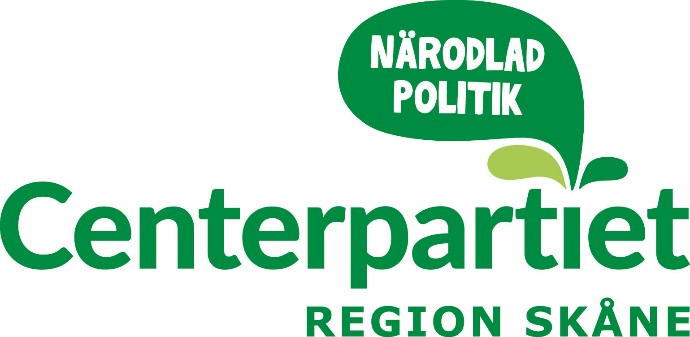 NÄRODLAD
POLITIK
Centerpartiet
REGION SKÅNE